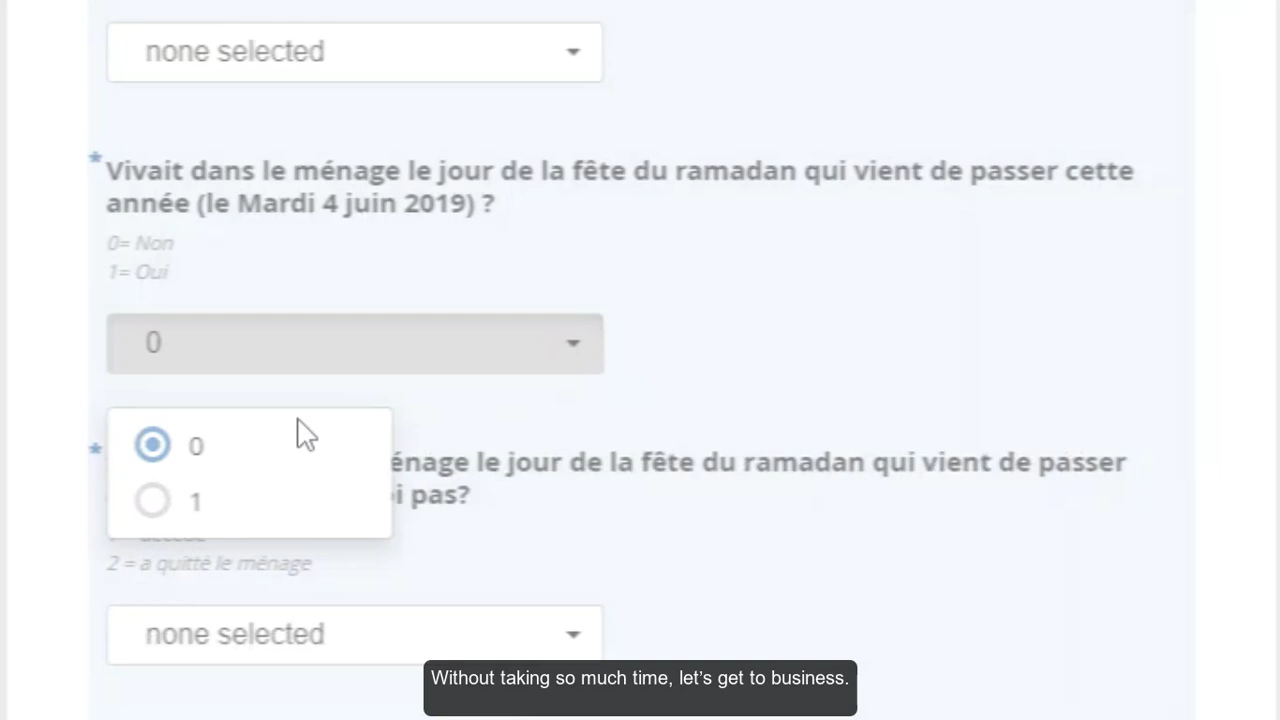 none selected
* Vivait dans le ménage le jour de la fête du ramadan qui vient de passer cette
année (le Mardi 4 juin 2019) ?
0= Non
1= Oui
0
0
1
* énage le jour de la fête du ramadan qui vient de passer
i pas?
2 = a quitté le ménage
none selected
Without taking so much time, let’s get to business.